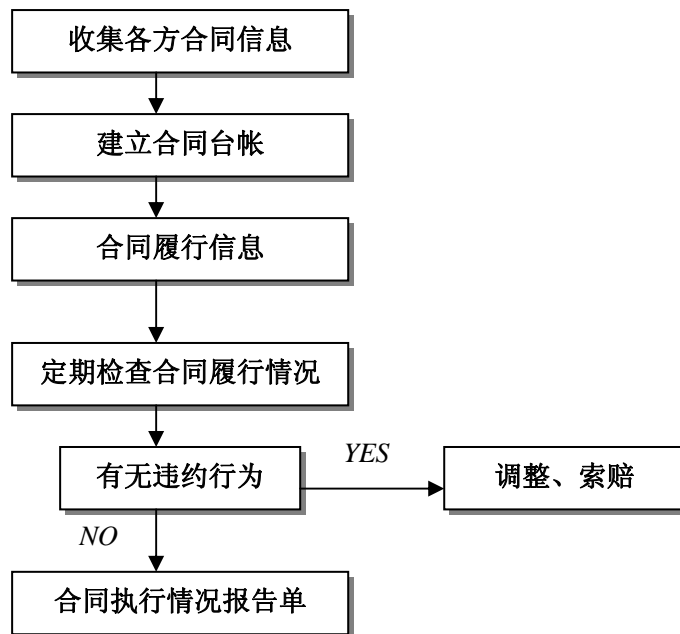 收集各方合同信息
建立合同台帐
合同履行信息
定期检查合同履行情况
有无违约行为
YES
调整、索赔
NO
合同执行情况报告单